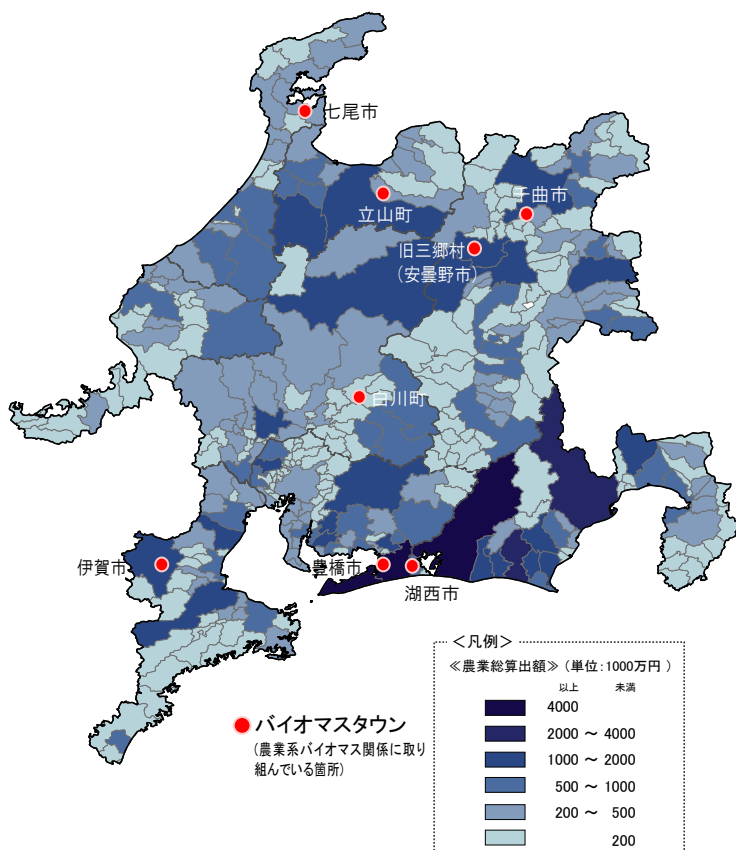 七尾市
立山町
千曲市
旧三郷村
（安曇野市）
白川町
伊賀市
豊橋市
湖西市
バイオマスタウン
（農業系バイオマス関係に取り
組んでいる箇所）
＜凡例＞
≪農業総算出額≫（単位：1000万円 ）
以上 未満
4000
2000 ～ 4000
1000 ～ 2000
500 ～ 1000
200 ～ 500
200